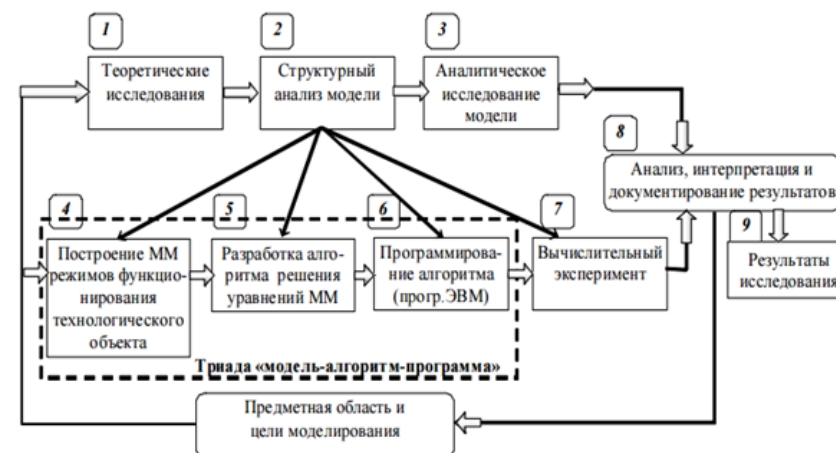 1
Теоретические
исследования
2
Структурный
анализ модели
3
Аналитическое
исследование
модели
8
Анализ, интерпретация и
документирование результатов
4
Построение ММ
режимов функцио-
нирования
технологического
объекта
5
Разработка алго-
ритма решения
уравнений ММ
6
Программирова-
ние алгоритма
(прогр.ЭВМ)
7
Вычислительный
эксперимент
9
Результаты
исследования
Триада «модель-алгоритм-программа»
Предметная область и
цели моделирования